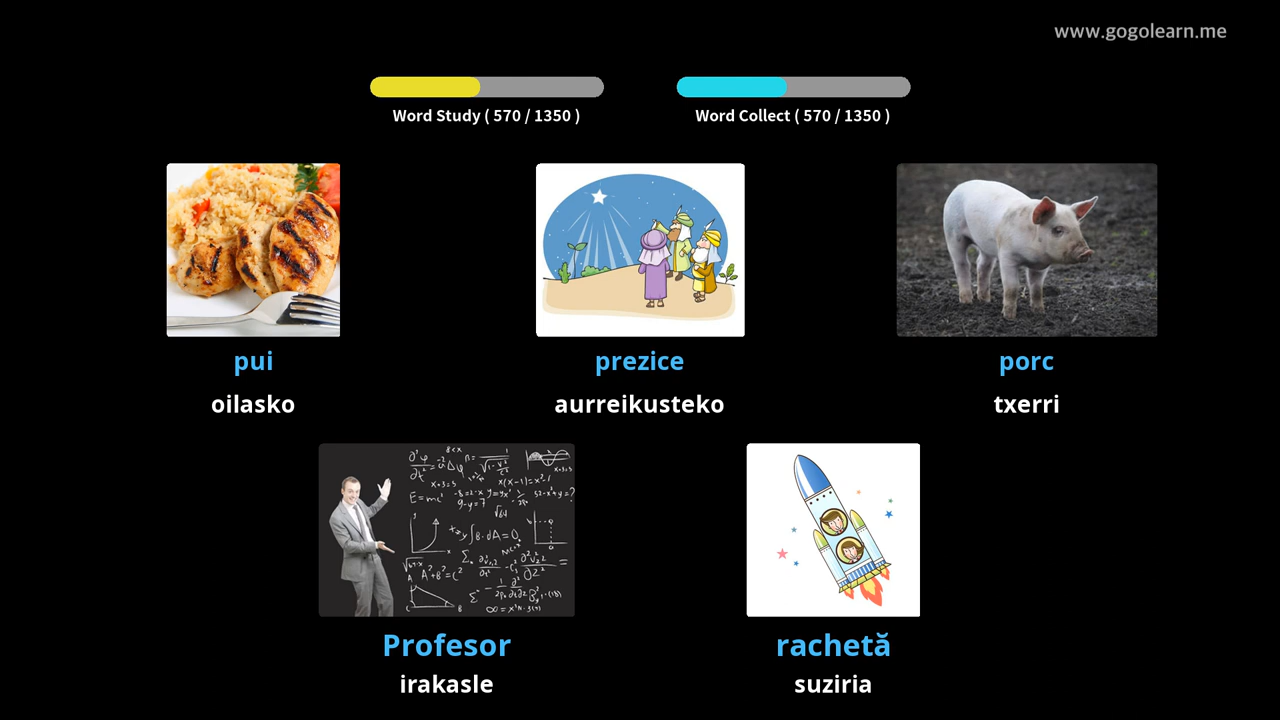 www.gogolearn.me
Word Study ( 570 / 1350 )
Word Collect ( 570 / 1350 )
pui
prezice
porc
oilasko
aurreikusteko
txerri
Profesor
rachetă
irakasle
suziria